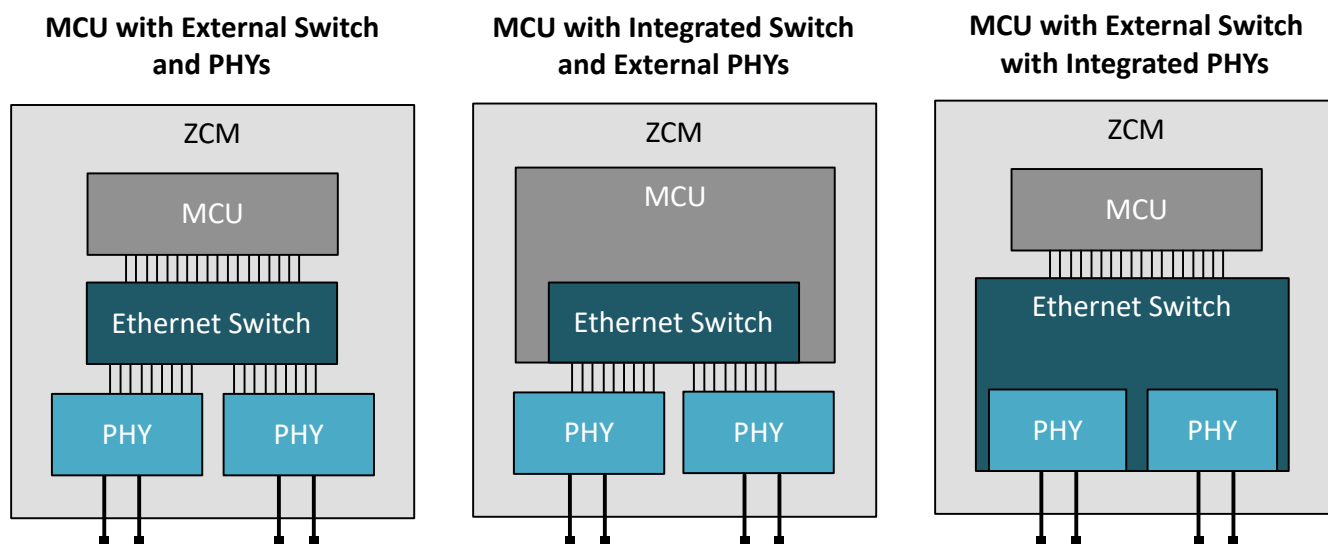 MCU with External Switch
and PHYs
ZCM
MCU
Ethernet Switch
PHY
PHY
MCU with Integrated Switch
and External PHYs
ZCM
MCU
Ethernet Switch
PHY
PHY
MCU with External Switch
with Integrated PHYs
ZCM
MCU
Ethernet Switch
PHY
PHY